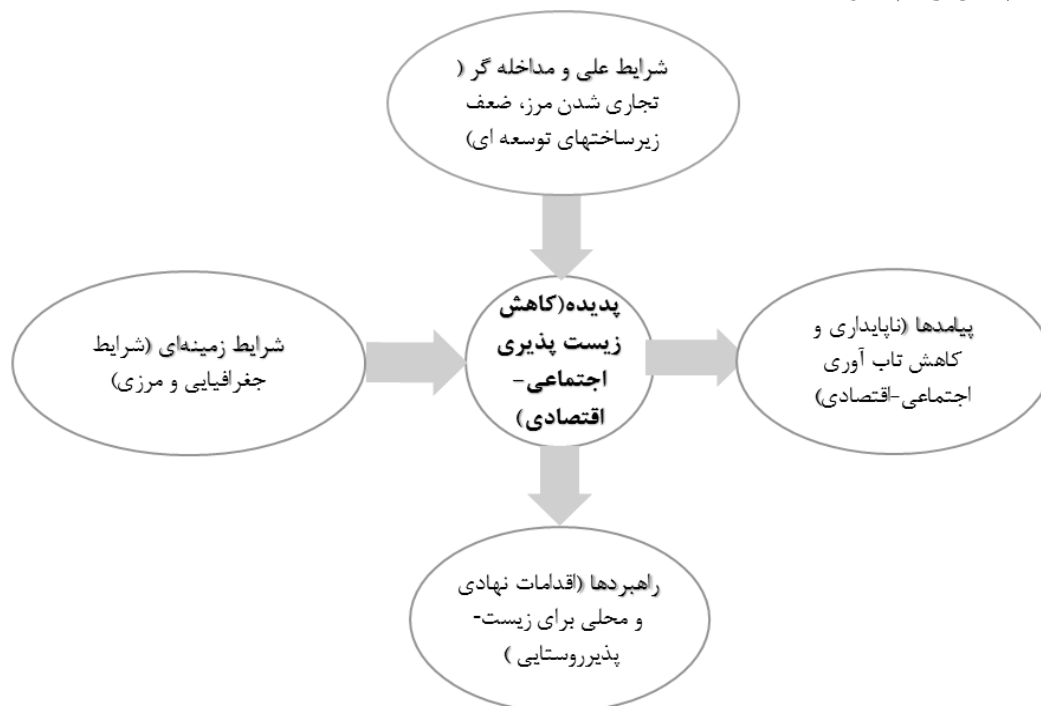 شرایط علی و مداخله گر (
تجاری شدن مرز، ضعف
زیرساختهای توسعه ای)
پدیده(کاهش
زیست پذیری
اجتماعی-
اقتصادی)
شرایط زمینه‌ای (شرایط
جغرافیایی و مرزی)
پیامدها (ناپایداری و
کاهش تاب آوری
اجتماعی-اقتصادی)
راهبردها (اقدامات نهادی
و محلی برای زیست-
پذیرروستایی )